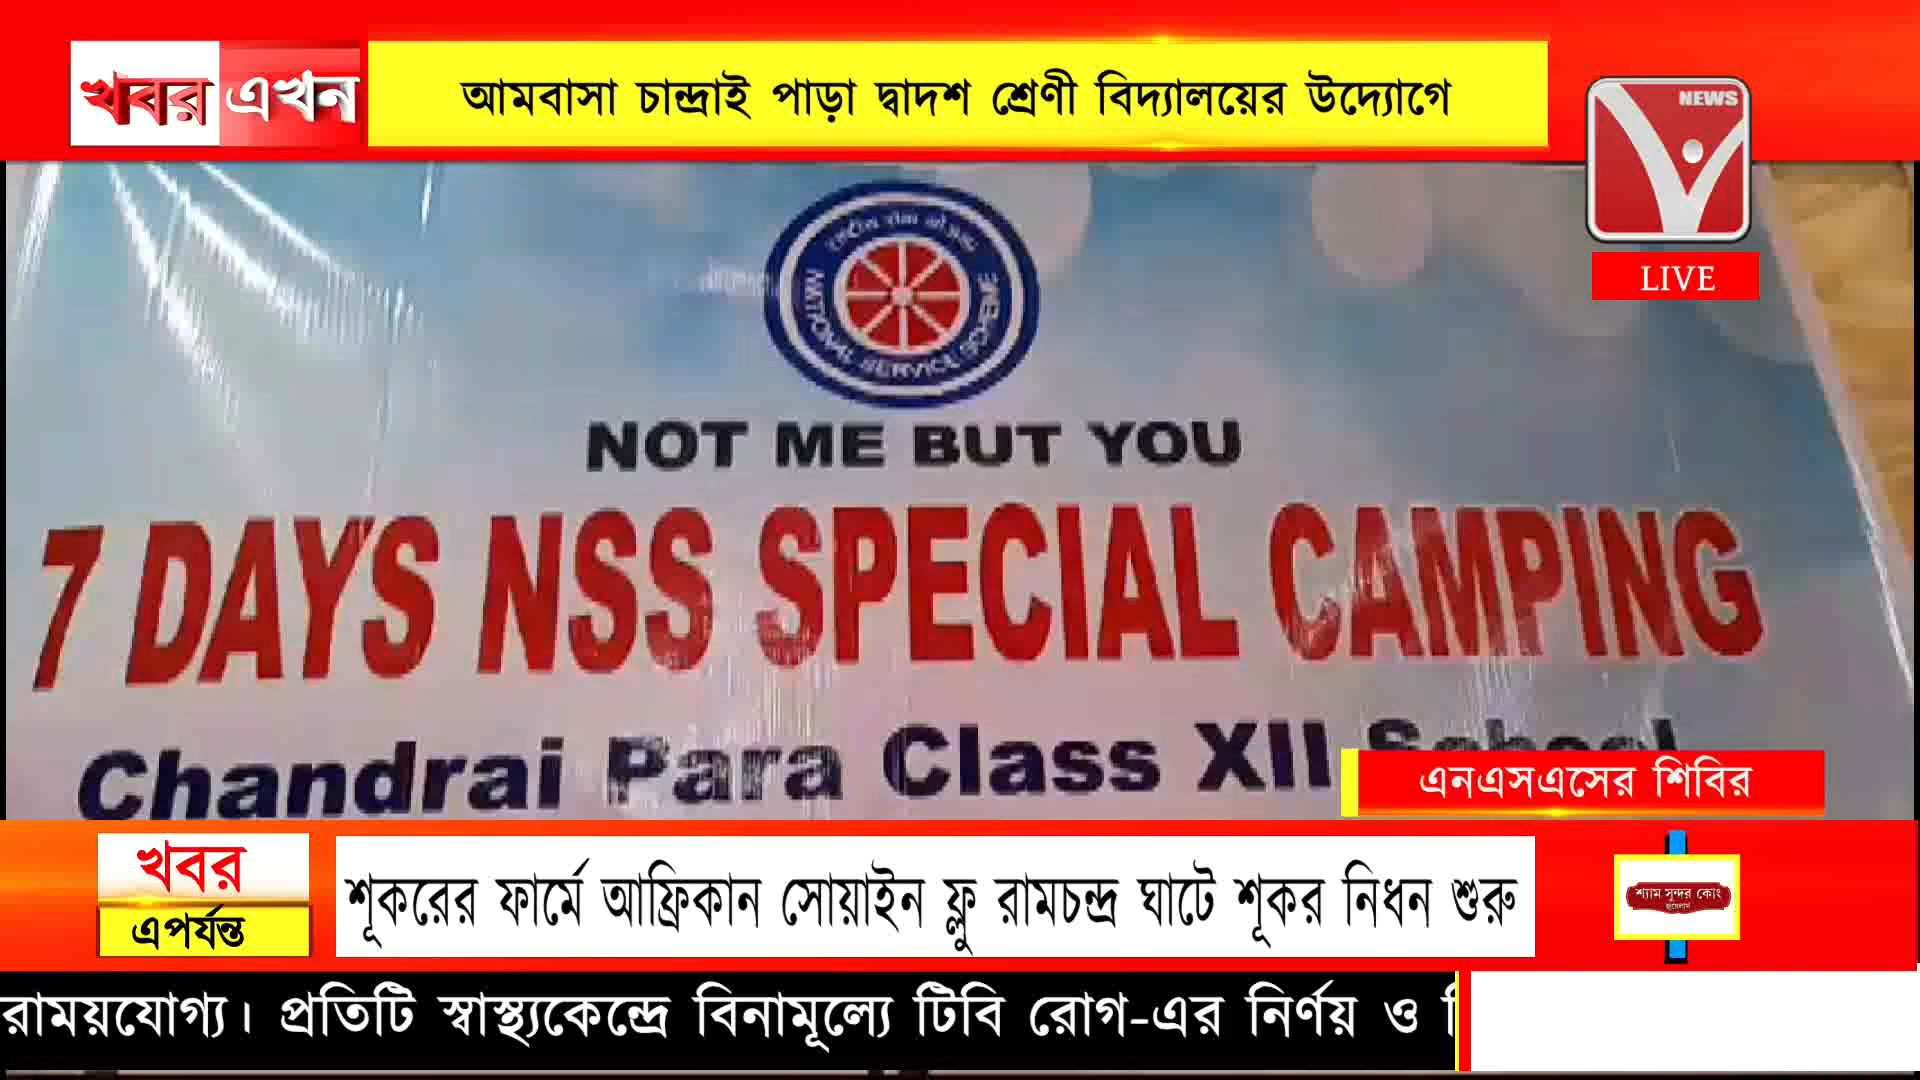 খবর এখন
আমবাসা চান্দ্রাই পাড়া দ্বাদশ শ্রেণী বিদ্যালয়ের উদ্যোগে
NEWS
LIVE
NATIONAL SERVICE SCHEME
NOT ME BUT YOU
7 DAYS NSS SPECIAL CAMPING
Chandrai Para Class XII School
এনএসএসের শিবির
খবর
এপর্যন্ত
শূকরের ফার্মে আফ্রিকান সোয়াইন ফ্লু রামচন্দ্র ঘাটে শূকর নিধন শুরু
শ্যাম সুন্দর কোং
জুয়েলার্স
রাময়যোগ্য। প্রতিটি স্বাস্থ্যকেন্দ্রে বিনামূল্যে টিবি রোগ-এর নির্ণয় ও